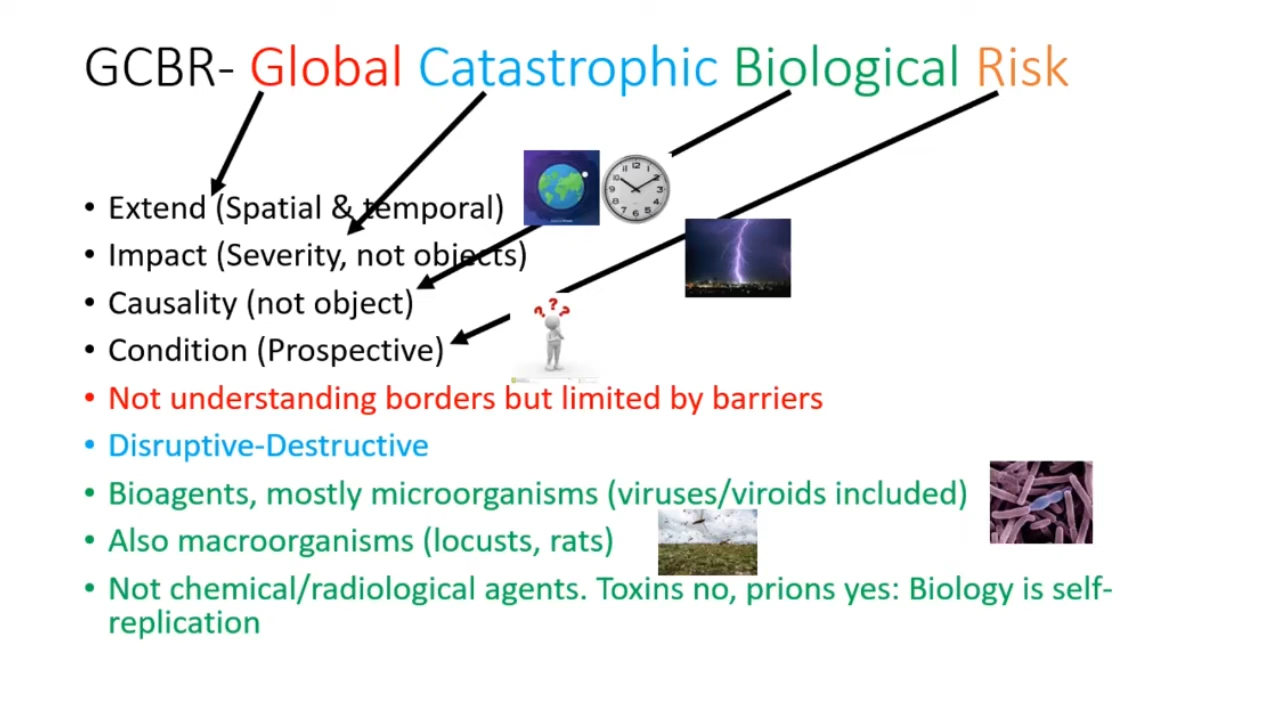 GCBR- Global Catastrophic Biological Risk
• Extend (Spatial & temporal)
• Impact (Severity, not objects)
• Causality (not object)
• Condition (Prospective)
• Not understanding borders but limited by barriers
• Disruptive-Destructive
• Bioagents, mostly microorganisms (viruses/viroids included)
• Also macroorganisms (locusts, rats)
• Not chemical/radiological agents. Toxins no, prions yes: Biology is self-
replication